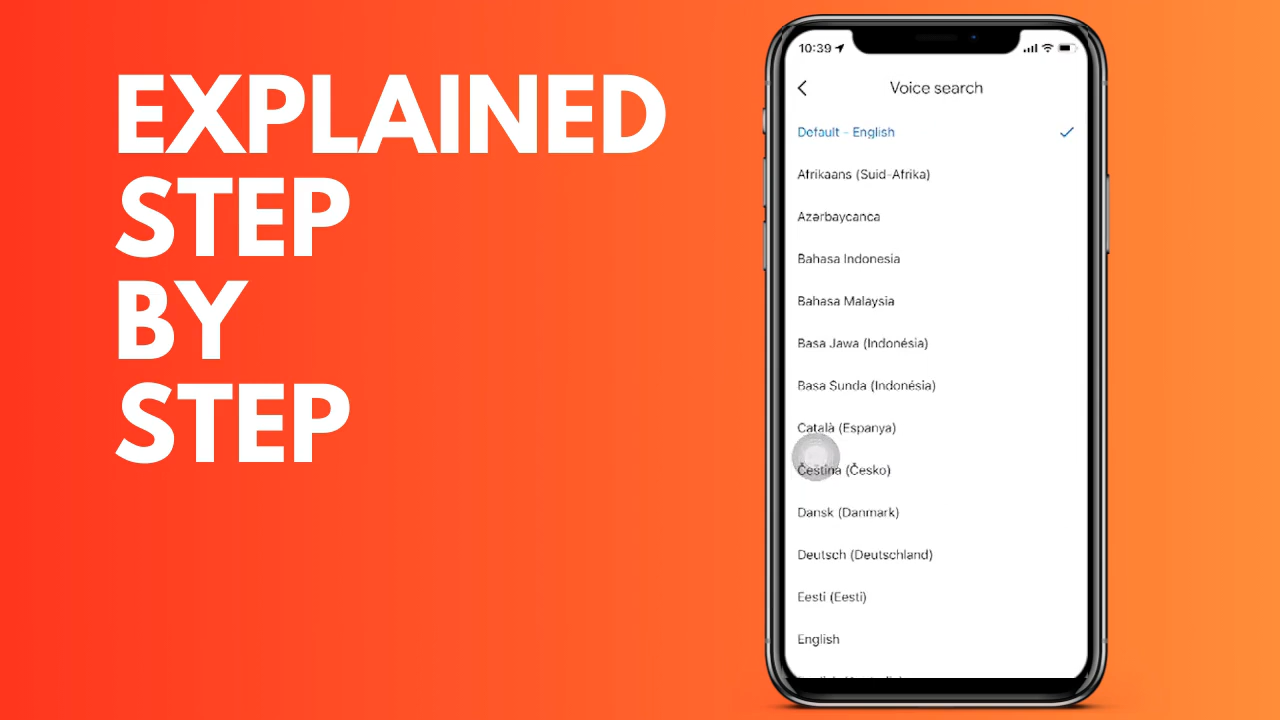 EXPLAINED
STEP
BY
STEP
10:39
Voice search
Default - English
Afrikaans (Suid-Afrika)
Azərbaycanca
Bahasa Indonesia
Bahasa Malaysia
Basa Jawa (Indonésia)
Basa Sunda (Indonésia)
Català (Espanya)
Čeština (Česko)
Dansk (Danmark)
Deutsch (Deutschland)
Eesti (Eesti)
English